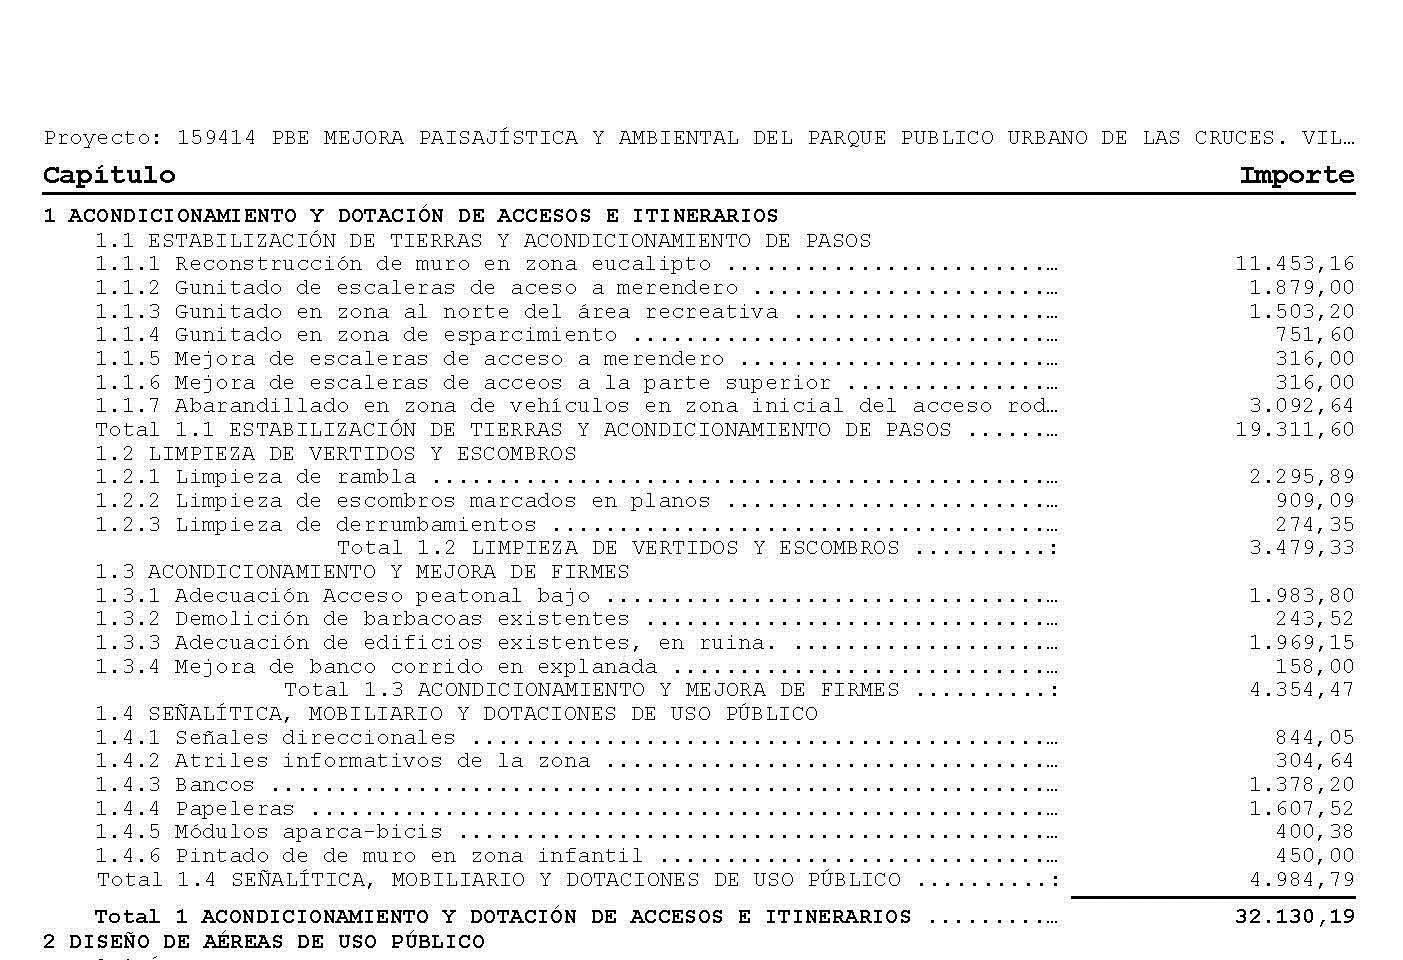 Proyecto: 159414 PBE MEJORA PAISAJÍSTICA Y AMBIENTAL DEL PARQUE PUBLICO URBANO DE LAS CRUCES. VIL…
Capítulo Importe
1 ACONDICIONAMIENTO Y DOTACIÓN DE ACCESOS E ITINERARIOS
1.1 ESTABILIZACIÓN DE TIERRAS Y ACONDICIONAMIENTO DE PASOS
1.1.1 Reconstrucción de muro en zona eucalipto ........................… 11.453,16
1.1.2 Gunitado de escaleras de aceso a merendero ......................… 1.879,00
1.1.3 Gunitado en zona al norte del área recreativa ...................… 1.503,20
1.1.4 Gunitado en zona de esparcimiento ...............................… 751,60
1.1.5 Mejora de escaleras de acceso a merendero .......................… 316,00
1.1.6 Mejora de escaleras de acceos a la parte superior ...............… 316,00
1.1.7 Abarandillado en zona de vehículos en zona inicial del acceso rod… 3.092,64
Total 1.1 ESTABILIZACIÓN DE TIERRAS Y ACONDICIONAMIENTO DE PASOS ......… 19.311,60
1.2 LIMPIEZA DE VERTIDOS Y ESCOMBROS
1.2.1 Limpieza de rambla ..............................................… 2.295,89
1.2.2 Limpieza de escombros marcados en planos ........................… 909,09
1.2.3 Limpieza de derrumbamientos .....................................… 274,35
Total 1.2 LIMPIEZA DE VERTIDOS Y ESCOMBROS ..........: 3.479,33
1.3 ACONDICIONAMIENTO Y MEJORA DE FIRMES
1.3.1 Adecuación Acceso peatonal bajo .................................… 1.983,80
1.3.2 Demolición de barbacoas existentes ..............................… 243,52
1.3.3 Adecuación de edificios existentes, en ruina. ...................… 1.969,15
1.3.4 Mejora de banco corrido en explanada ............................… 158,00
Total 1.3 ACONDICIONAMIENTO Y MEJORA DE FIRMES ..........: 4.354,47
1.4 SEÑALÍTICA, MOBILIARIO Y DOTACIONES DE USO PÚBLICO
1.4.1 Señales direccionales ...........................................… 844,05
1.4.2 Atriles informativos de la zona .................................… 304,64
1.4.3 Bancos ..........................................................… 1.378,20
1.4.4 Papeleras .......................................................… 1.607,52
1.4.5 Módulos aparca-bicis ............................................… 400,38
1.4.6 Pintado de de muro en zona infantil .............................… 450,00
Total 1.4 SEÑALÍTICA, MOBILIARIO Y DOTACIONES DE USO PÚBLICO ..........: 4.984,79
Total 1 ACONDICIONAMIENTO Y DOTACIÓN DE ACCESOS E ITINERARIOS .........… 32.130,19
2 DISEÑO DE AÉREAS DE USO PÚBLICO